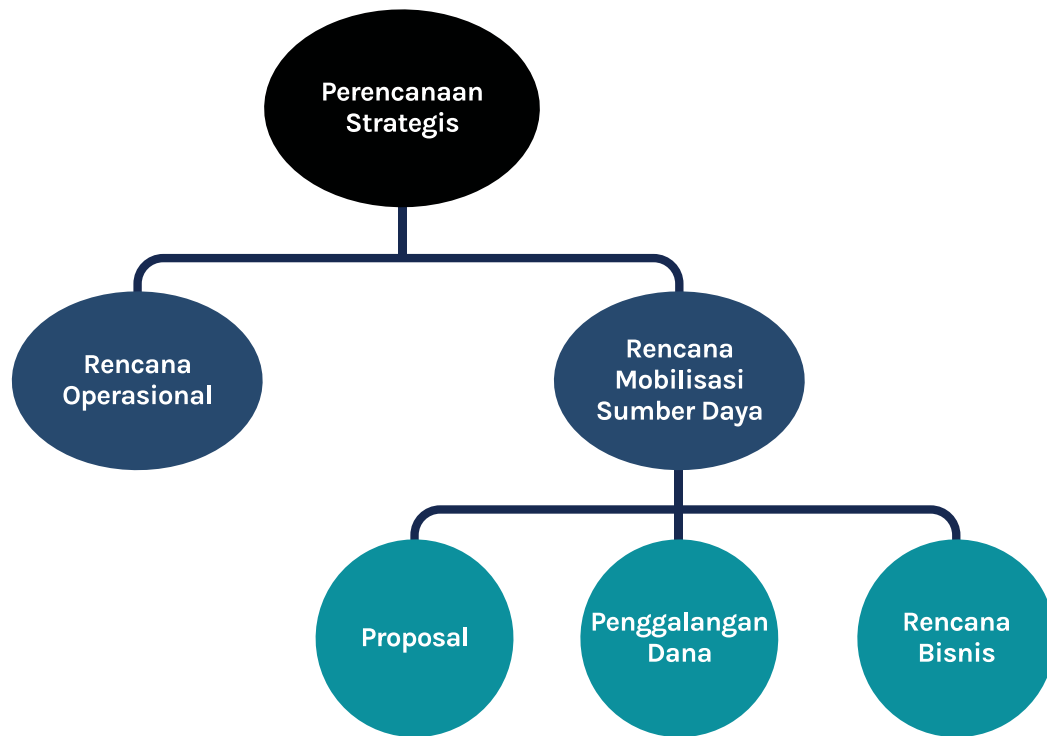 Perencanaan
Strategis
Rencana
Operasional
Rencana
Mobilisasi
Sumber Daya
Proposal
Penggalangan
Dana
Rencana
Bisnis